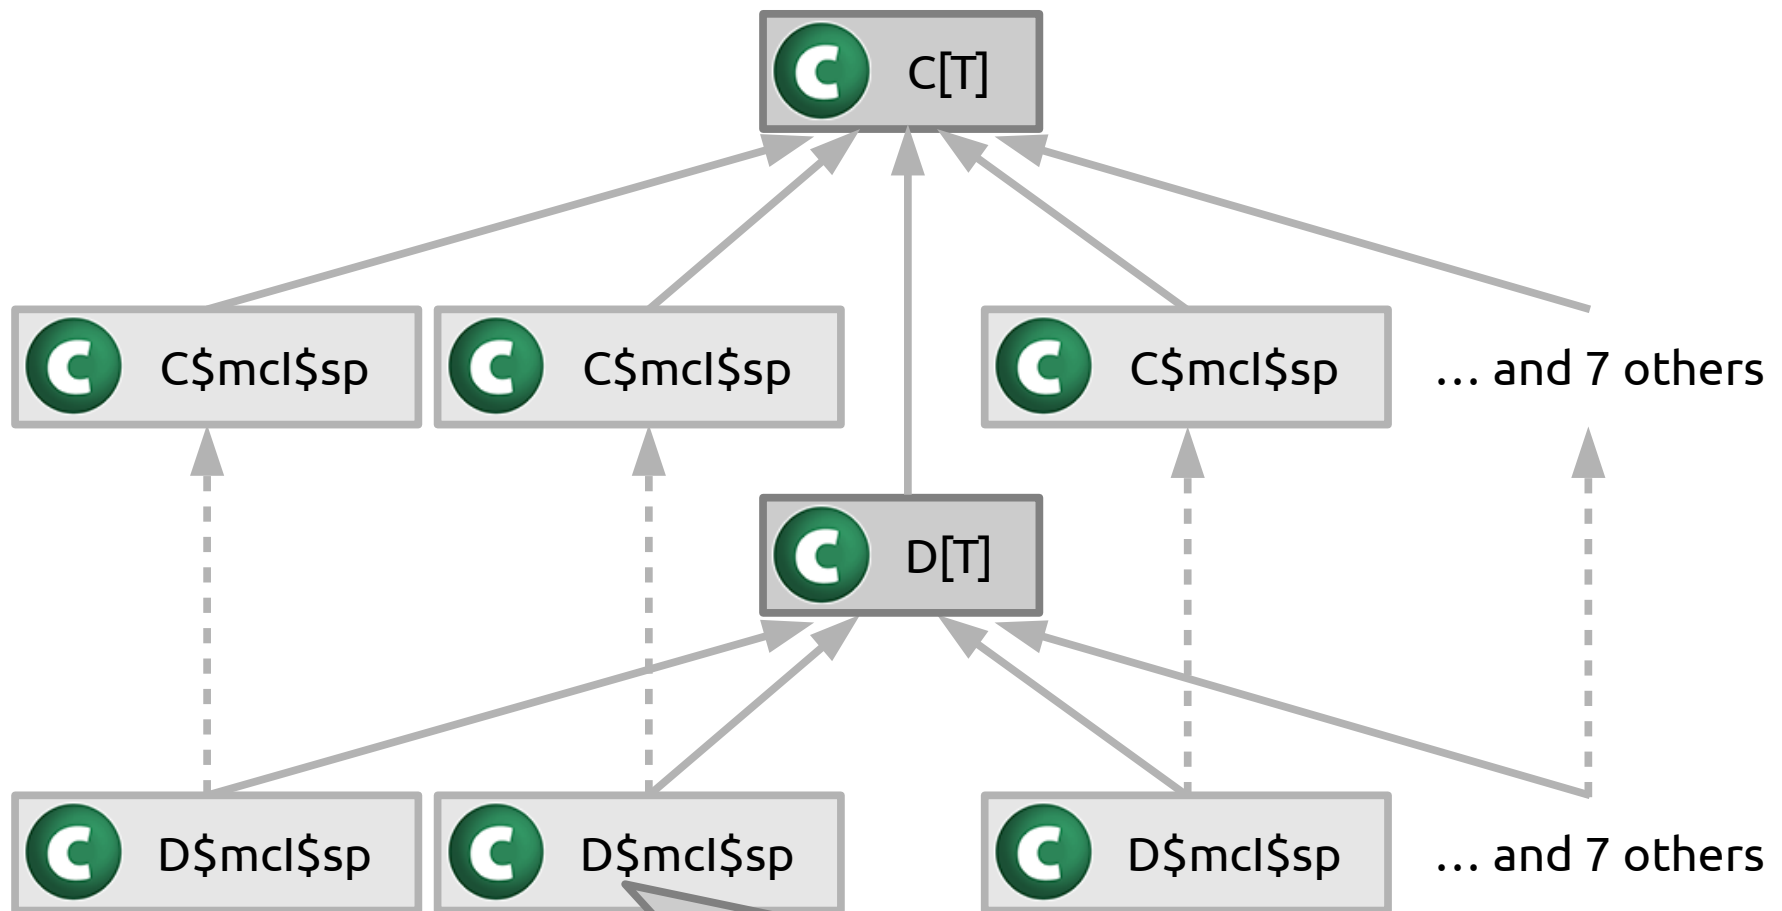 C[T]
C$mcI$sp
C$mcI$sp
C$mcI$sp
... and 7 others
D[T]
D$mcI$sp
D$mcI$sp
D$mcI$sp
... and 7 others